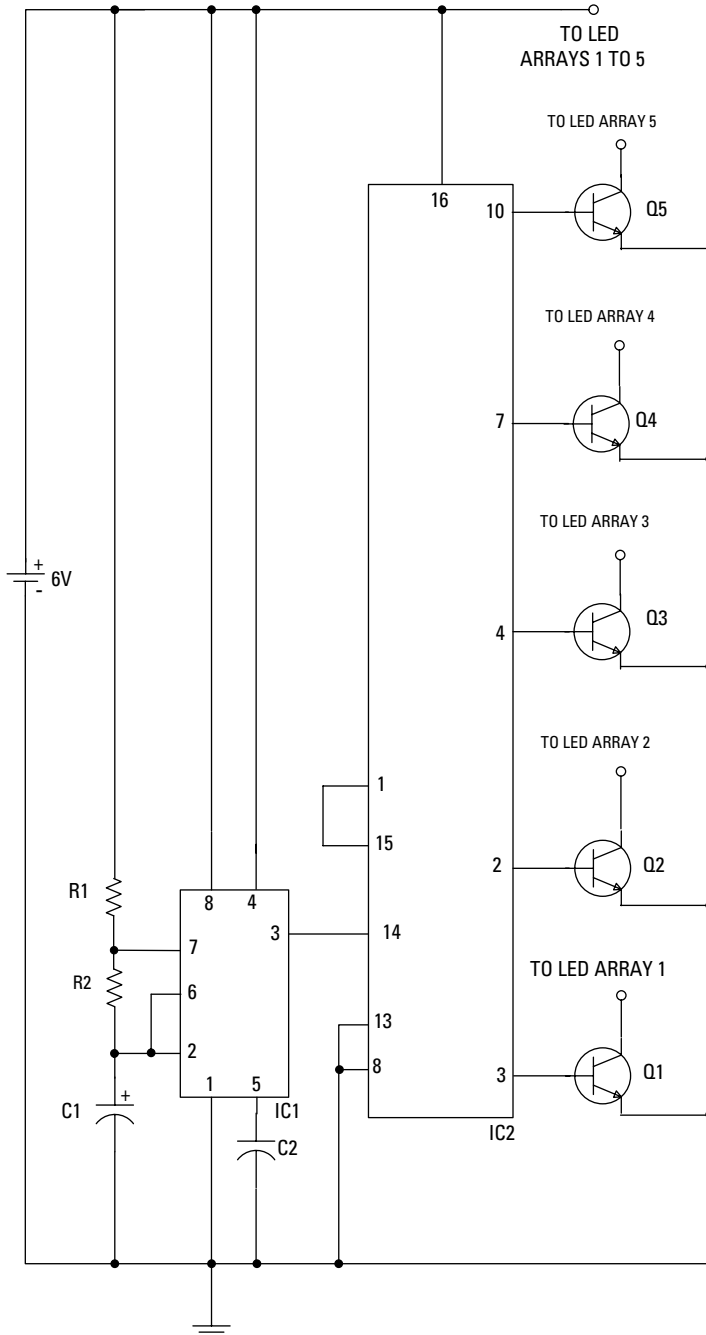 TO LED
ARRAYS 1 TO 5
TO LED ARRAY 5
16
10
Q5
TO LED ARRAY 4
7
Q4
TO LED ARRAY 3
+
6V
-
4
Q3
TO LED ARRAY 2
1
15
2
Q2
R1
8 4
3
14
7
TO LED ARRAY 1
R2
6
13
2
8
3
Q1
1 5
C1
+
IC1
IC2
C2